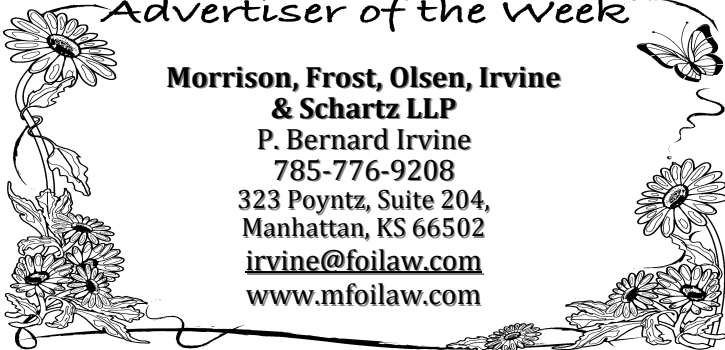 Advertiser of the Week
Morrison, Frost, Olsen, Irvine
& Schartz LLP
P. Bernard Irvine
785-776-9208
323 Poyntz, Suite 204,
Manhattan, KS 66502
irvine@foilaw.com
www.mfoilaw.com